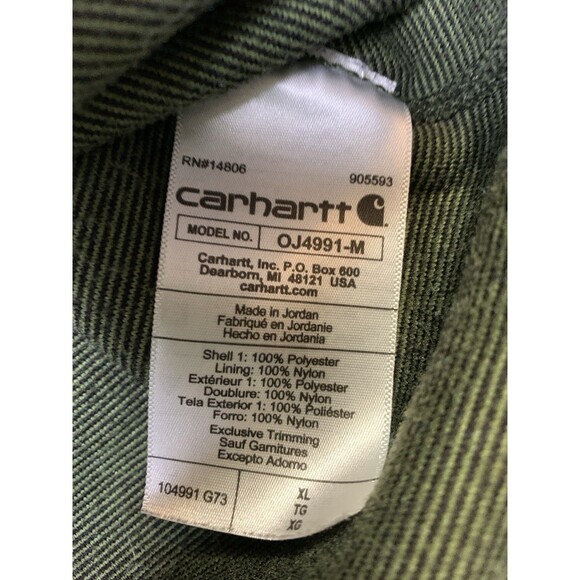 RN#14806 905593
carhartt
MODEL NO. OJ4991-M
Carhartt, Inc. P.O. Box 600
Dearborn, MI 48121 USA
carhartt.com
Made in Jordan
Fabriqué en Jordanie
Hecho en Jordania
Shell 1: 100% Polyester
Lining: 100% Nylon
Extérieur 1: 100% Polyester
Doublure: 100% Nylon
Tela Exterior 1: 100% Poliéster
Forro: 100% Nylon
Exclusive Trimming
Sauf Garnitures
Excepto Adorno
104991 G73 XL
TG
XG